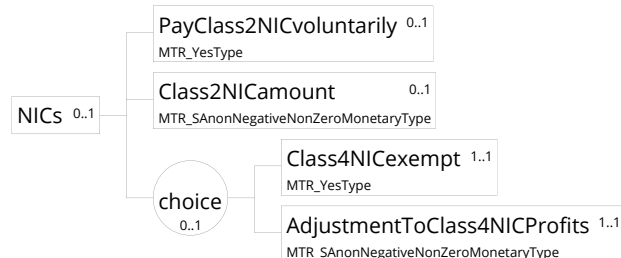 PayClass2NICvoluntarily 0..1
MTR_YesType
Class2NICamount 0..1
MTR_SAnonNegativeNonZeroMonetaryType
NICs 0..1
Class4NICexempt 1..1
MTR_YesType
choice
0..1
AdjustmentToClass4NICProfits 1..1
MTR_SAnonNegativeNonZeroMonetaryType